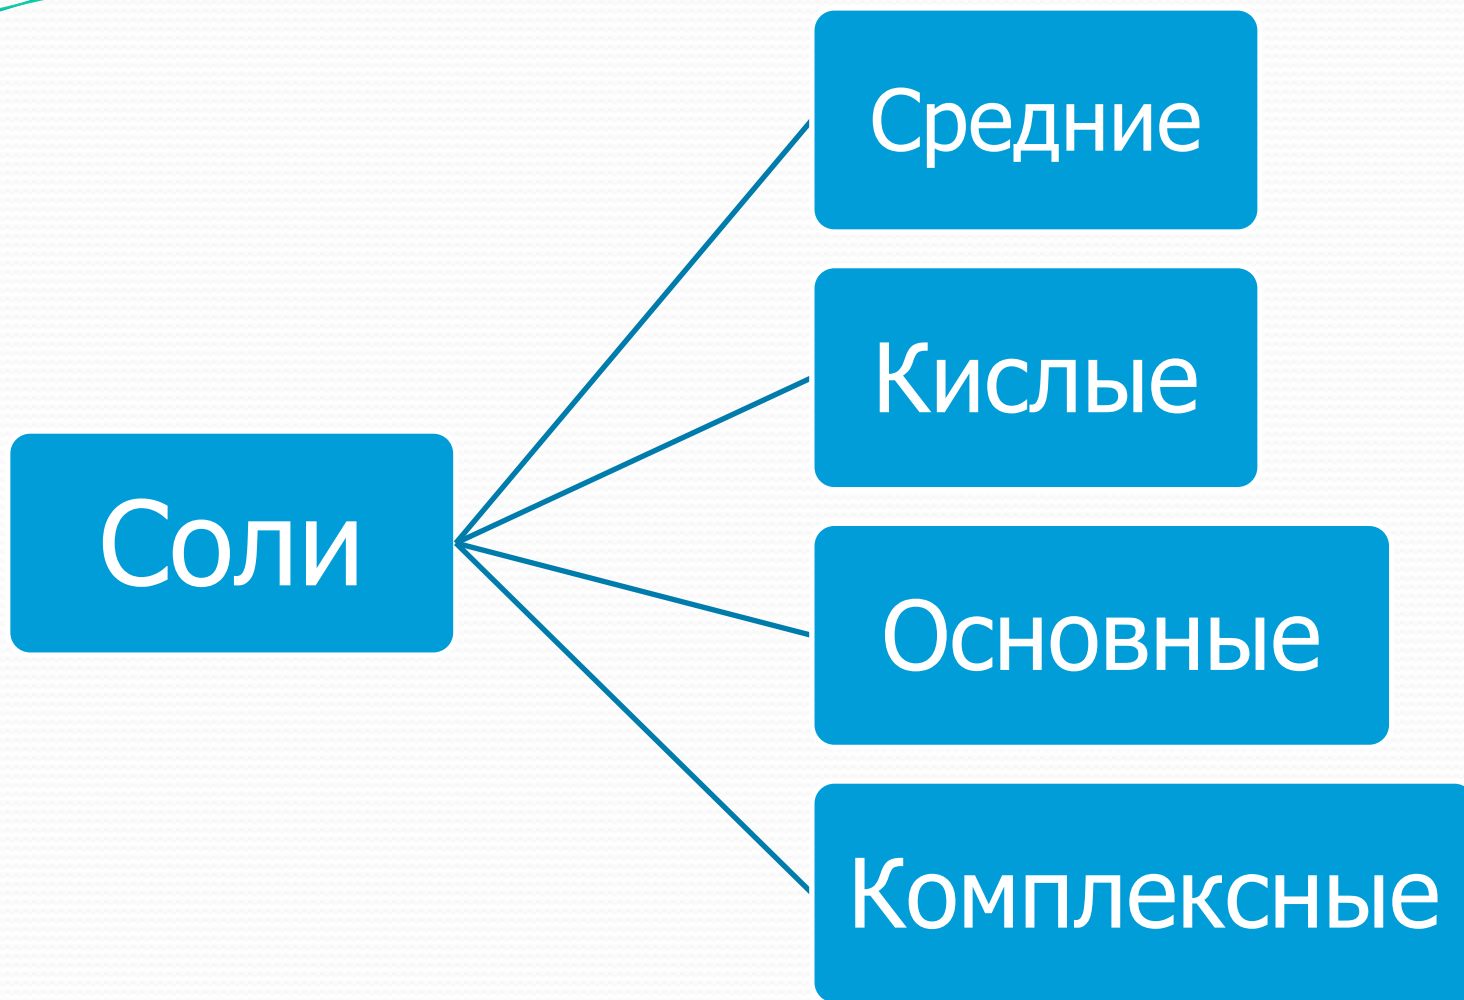 Соли
Средние
Кислые
Основные
Комплексные